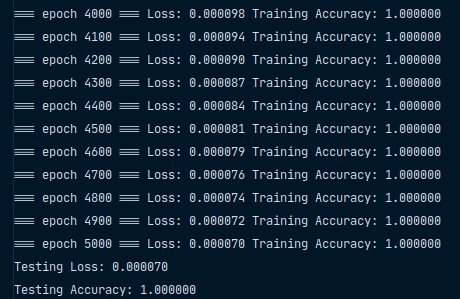 === epoch 4000 === Loss: 0.000098 Training Accuracy: 1.000000
=== epoch 4100 === Loss: 0.000094 Training Accuracy: 1.000000
=== epoch 4200 === Loss: 0.000090 Training Accuracy: 1.000000
=== epoch 4300 === Loss: 0.000087 Training Accuracy: 1.000000
=== epoch 4400 === Loss: 0.000084 Training Accuracy: 1.000000
=== epoch 4500 === Loss: 0.000081 Training Accuracy: 1.000000
=== epoch 4600 === Loss: 0.000079 Training Accuracy: 1.000000
=== epoch 4700 === Loss: 0.000076 Training Accuracy: 1.000000
=== epoch 4800 === Loss: 0.000074 Training Accuracy: 1.000000
=== epoch 4900 === Loss: 0.000072 Training Accuracy: 1.000000
=== epoch 5000 === Loss: 0.000070 Training Accuracy: 1.000000
Testing Loss: 0.000070
Testing Accuracy: 1.000000